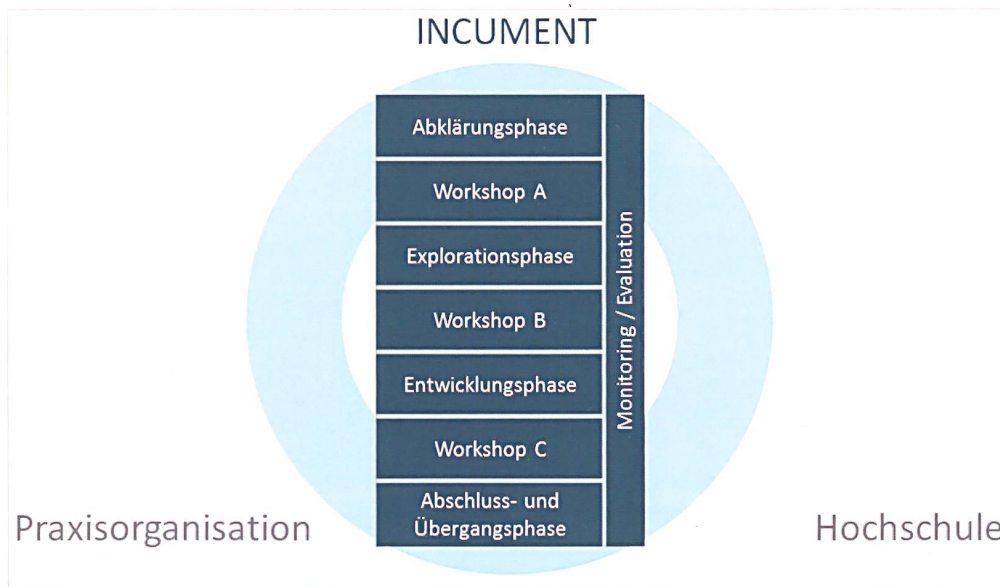 INCUMENT
Abklärungsphase
Workshop A
Explorationsphase
Workshop B
Entwicklungsphase
Workshop C
Abschluss- und
Übergangsphase
Monitoring / Evaluation
Praxisorganisation
Hochschule